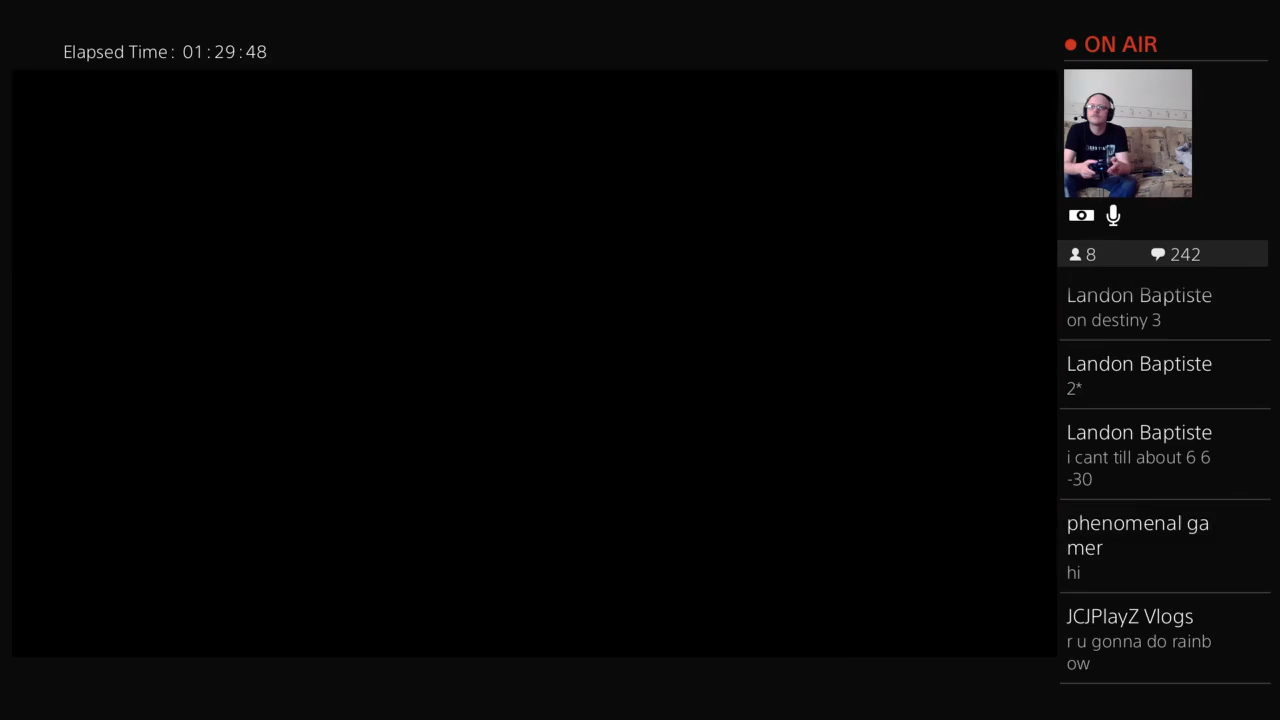 Elapsed Time: 01:29:48
ON AIR
8 242
Landon Baptiste
on destiny 3
Landon Baptiste
2*
Landon Baptiste
i cant till about 6 6
-30
phenomenal ga
mer
hi
JCJPlayZ Vlogs
r u gonna do rainb
ow